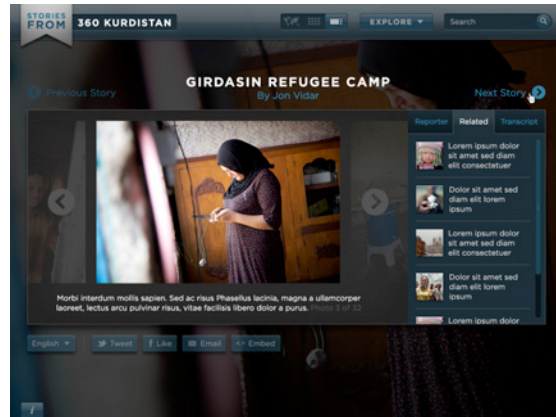 STORIES
FROM
360 KURDISTAN
EXPLORE
Search
GIRDASIN REFUGEE CAMP
By Jon Vidar
Previous Story
Next Story
Reporter
Related
Transcript
Lorem ipsum dolor
sit amet sed diam
elit consectetuer
Dolor sit amet sed
diam elit lorem
ipsum
Lorem ipsum dolor
sit amet sed diam
elit consectetuer
Dolor sit amet sed
diam elit lorem
ipsum
Lorem ipsum dolor
Morbi interdum mollis sapien. Sed ac risus Phasellus lacinia, magna a ullamcorper
laoreet, lectus arcu pulvinar risus, vitae facilisis libero dolor a purus. Photo 3 of 32
English
Tweet
f Like
Email
<> Embed
i